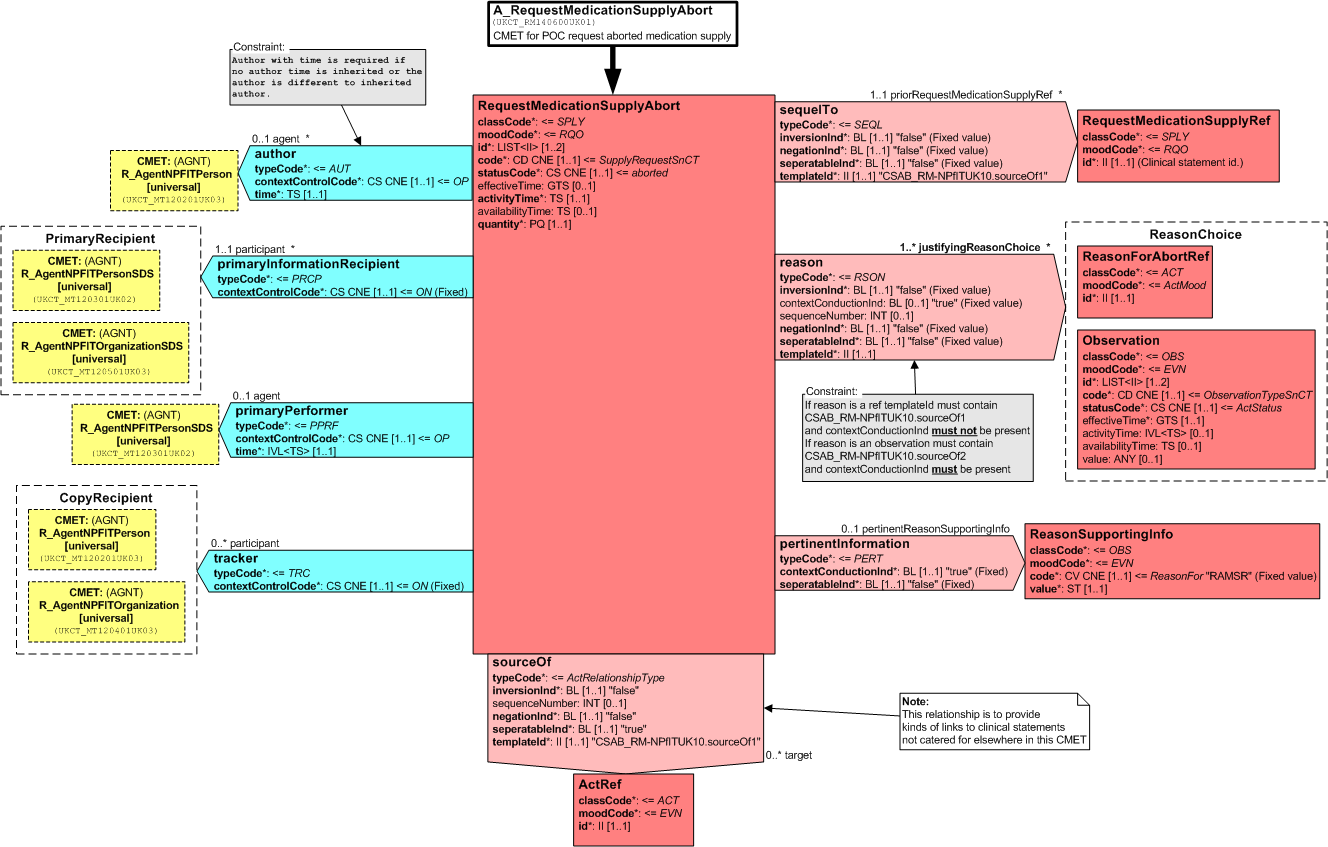 A_RequestMedicationSupplyAbort
(UKCT_RM140600UK01)
CMET for POC request aborted medication supply
Constraint:
Author with time is required if
no author time is inherited or the
author is different to inherited
author.
RequestMedicationSupplyAbort
classCode*: <= SPLY
moodCode*: <= RQO
id*: LIST<II> [1..2]
code*: CD CNE [1..1] <= SupplyRequestSnCT
statusCode*: CS CNE [1..1] <= aborted
effectiveTime: GTS [0..1]
activityTime*: TS [1..1]
availabilityTime: TS [0..1]
quantity*: PQ [1..1]
0..1 agent *
author
typeCode*: <= AUT
contextControlCode*: CS CNE [1..1] <= OP
time*: TS [1..1]
CMET: (AGNT)
R_AgentNPFITPerson
[universal]
(UKCT_MT120201UK03)
PrimaryRecipient
CMET: (AGNT)
R_AgentNPFITPersonSDS
[universal]
(UKCT_MT120301UK02)
CMET: (AGNT)
R_AgentNPFITOrganizationSDS
[universal]
(UKCT_MT120501UK03)
1..1 participant *
primaryInformationRecipient
typeCode*: <= PRCP
contextControlCode*: CS CNE [1..1] <= ON (Fixed)
0..1 agent
primaryPerformer
typeCode*: <= PPRF
contextControlCode*: CS CNE [1..1] <= OP
time*: IVL<TS> [1..1]
CMET: (AGNT)
R_AgentNPFITPersonSDS
[universal]
(UKCT_MT120301UK02)
CopyRecipient
CMET: (AGNT)
R_AgentNPFITPerson
[universal]
(UKCT_MT120201UK03)
CMET: (AGNT)
R_AgentNPFITOrganization
[universal]
(UKCT_MT120401UK03)
0..* participant
tracker
typeCode*: <= TRC
contextControlCode*: CS CNE [1..1] <= ON (Fixed)
1..1 priorRequestMedicationSupplyRef *
sequelTo
typeCode*: <= SEQL
inversionInd*: BL [1..1] "false" (Fixed value)
negationInd*: BL [1..1] "false" (Fixed value)
seperatableInd*: BL [1..1] "false" (Fixed value)
templateId*: II [1..1] "CSAB_RM-NPfITUK10.sourceOf1"
RequestMedicationSupplyRef
classCode*: <= SPLY
moodCode*: <= RQO
id*: II [1..1] (Clinical statement id.)
1..* justifyingReasonChoice *
reason
typeCode*: <= RSON
inversionInd*: BL [1..1] "false" (Fixed value)
contextConductionInd: BL [0..1] "true" (Fixed value)
sequenceNumber: INT [0..1]
negationInd*: BL [1..1] "false" (Fixed value)
seperatableInd*: BL [1..1] "false" (Fixed value)
templateId*: II [1..1]
Constraint:
If reason is a ref templateId must contain
CSAB_RM-NPfITUK10.sourceOf1
and contextConductionInd must not be present
If reason is an observation must contain
CSAB_RM-NPfITUK10.sourceOf2
and contextConductionInd must be present
ReasonChoice
ReasonForAbortRef
classCode*: <= ACT
moodCode*: <= ActMood
id*: II [1..1]
Observation
classCode*: <= OBS
moodCode*: <= EVN
id*: LIST<II> [1..2]
code*: CD CNE [1..1] <= ObservationTypeSnCT
statusCode*: CS CNE [1..1] <= ActStatus
effectiveTime*: GTS [1..1]
activityTime: IVL<TS> [0..1]
availabilityTime: TS [0..1]
value: ANY [0..1]
0..1 pertinentReasonSupportingInfo
pertinentInformation
typeCode*: <= PERT
contextConductionInd*: BL [1..1] "true" (Fixed)
seperatableInd*: BL [1..1] "false" (Fixed)
ReasonSupportingInfo
classCode*: <= OBS
moodCode*: <= EVN
code*: CV CNE [1..1] <= ReasonFor "RAMSR" (Fixed value)
value*: ST [1..1]
sourceOf
typeCode*: <= ActRelationshipType
inversionInd*: BL [1..1] "false"
sequenceNumber: INT [0..1]
negationInd*: BL [1..1] "false"
seperatableInd*: BL [1..1] "true"
templateId*: II [1..1] "CSAB_RM-NPfITUK10.sourceOf1"
0..* target
Note:
This relationship is to provide
kinds of links to clinical statements
not catered for elsewhere in this CMET
ActRef
classCode*: <= ACT
moodCode*: <= EVN
id*: II [1..1]